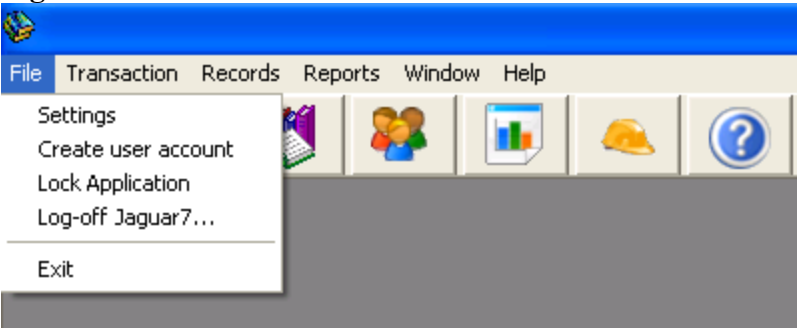 File Transaction Records Reports Window Help
Settings
Create user account
Lock Application
Log-off Jaguar7...
Exit